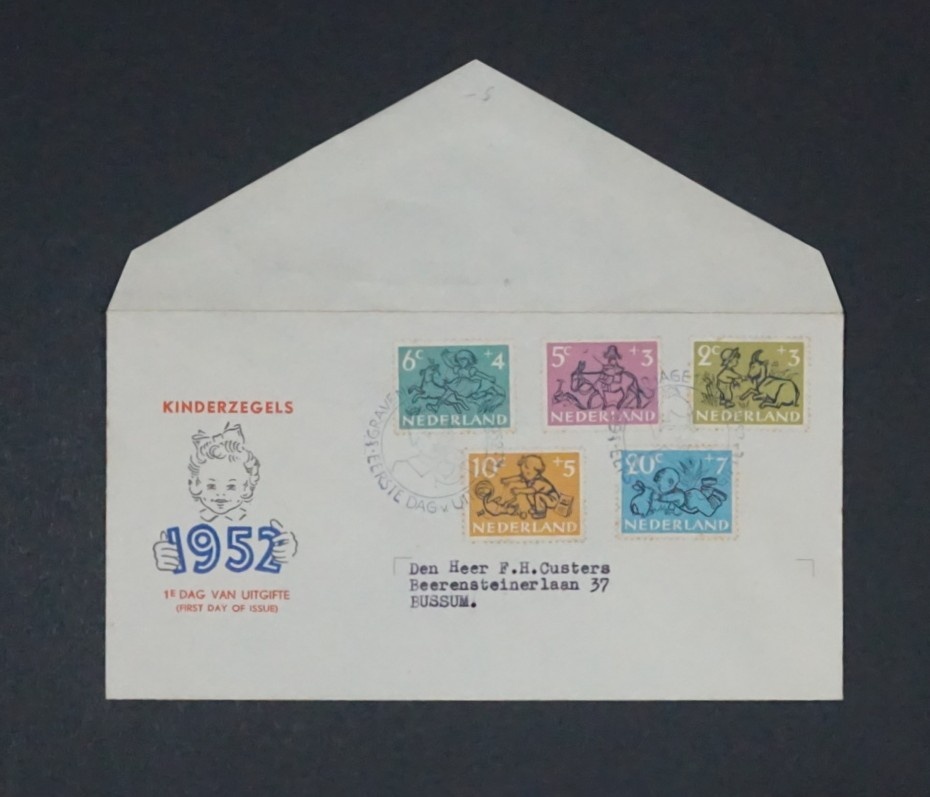 6c +4
NEDERLAND
5c +3
NEDERLAND
2c +3
NEDERLAND
10c +5
NEDERLAND
20c +7
NEDERLAND
EERSTE DAG v.
KINDERZEGELS
1952
1E DAG VAN UITGIFTE
(FIRST DAY OF ISSUE)
Den Heer F.H.Custers
Beerensteinerlaan 37
BUSSUM.